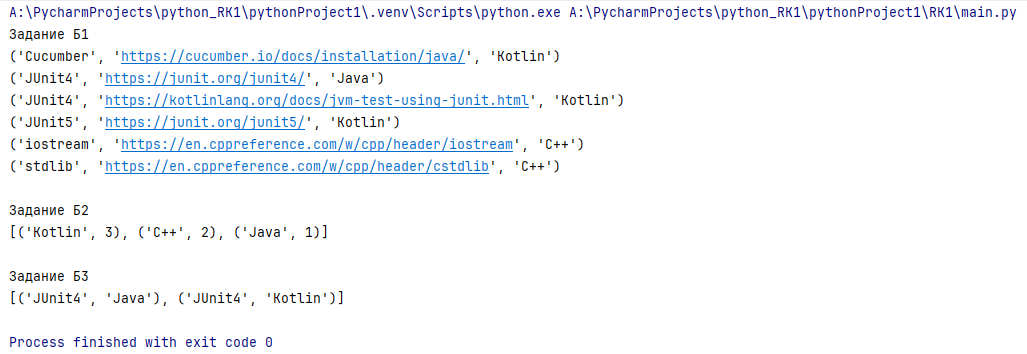 A:\PycharmProjects\python_RK1\pythonProject1\.venv\Scripts\python.exe A:\PycharmProjects\python_RK1\pythonProject1\RK1\main.py
Задание Б1
('Cucumber', 'https://cucumber.io/docs/installation/java/', 'Kotlin')
('JUnit4', 'https://junit.org/junit4/', 'Java')
('JUnit4', 'https://kotlinlang.org/docs/jvm-test-using-junit.html', 'Kotlin')
('JUnit5', 'https://junit.org/junit5/', 'Kotlin')
('iostream', 'https://en.cppreference.com/w/cpp/header/iostream', 'C++')
('stdlib', 'https://en.cppreference.com/w/cpp/header/cstdlib', 'C++')
Задание Б2
[('Kotlin', 3), ('C++', 2), ('Java', 1)]
Задание Б3
[('JUnit4', 'Java'), ('JUnit4', 'Kotlin')]
Process finished with exit code 0